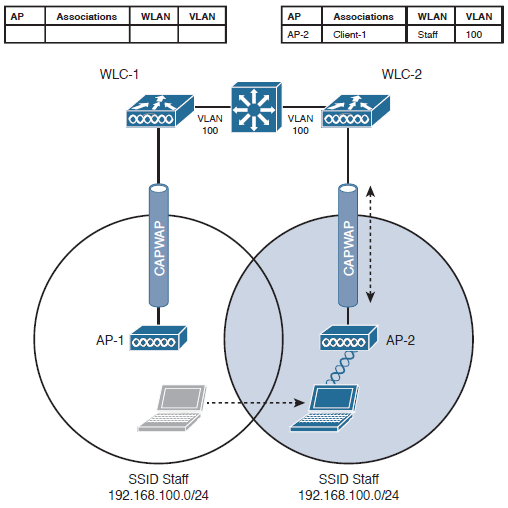 AP Associations WLAN VLAN
AP Associations WLAN VLAN
AP-2 Client-1 Staff 100
WLC-1
WLC-2
VLAN
100
VLAN
100
CAPWAP
CAPWAP
AP-1
AP-2
SSID Staff
192.168.100.0/24
SSID Staff
192.168.100.0/24